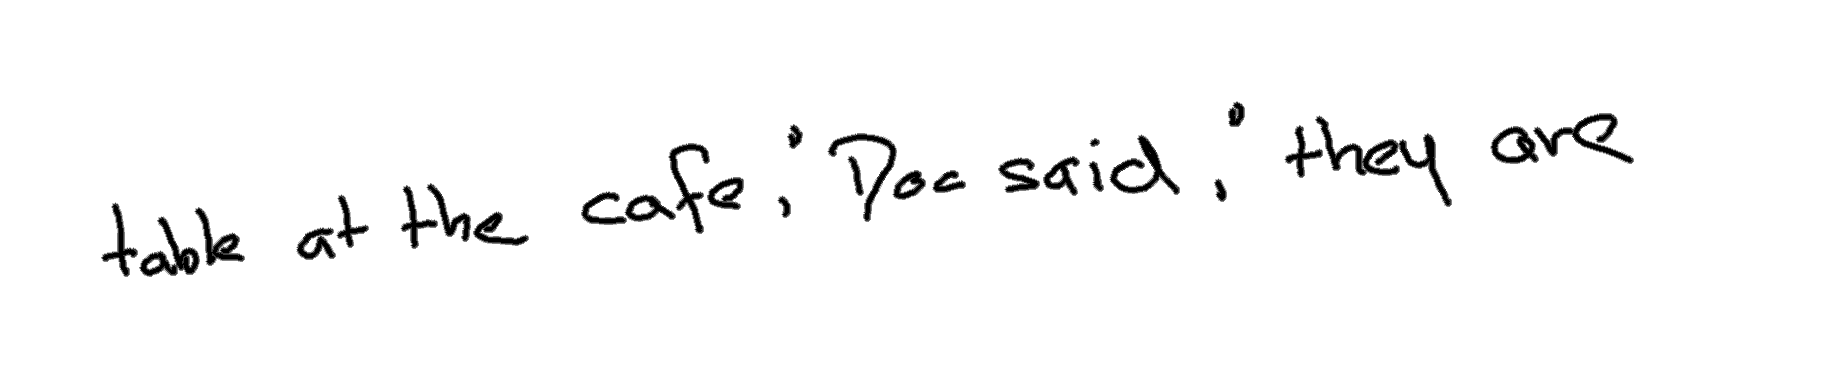 table at the cafe,' Doc said, 'they are